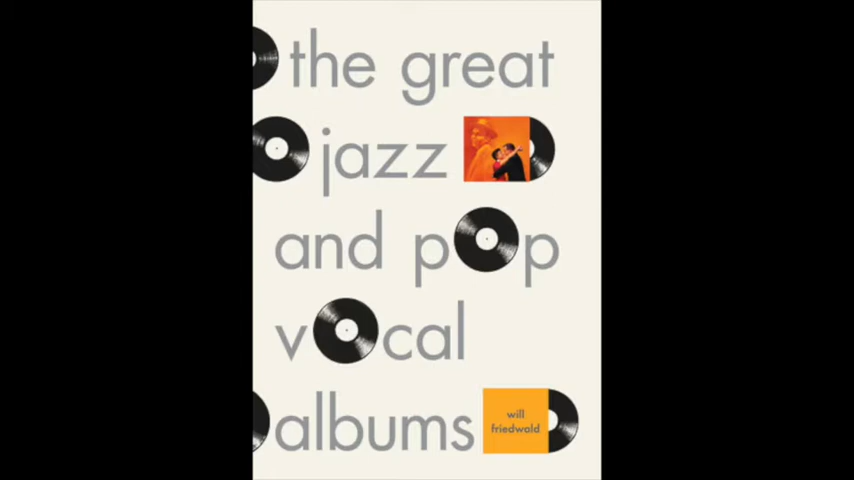 the great
jazz
and pop
vocal
albums
will
friedwald